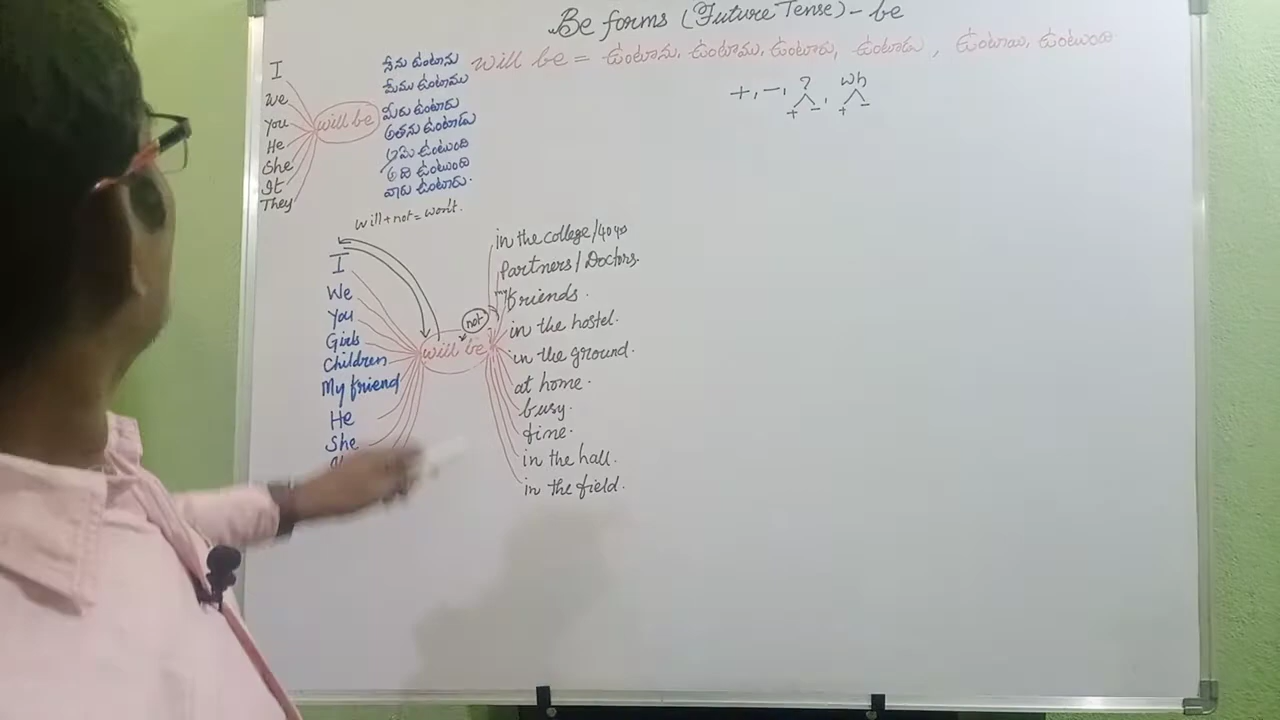 Be forms (Future Tense) - be
will be = ఉంటాను, ఉంటాము, ఉంటారు, ఉంటాడు, ఉంటాయి, ఉంటుంది
+, -, ?, Wh
+ - + -
I నేను ఉంటాను
We మేము ఉంటాము
You మీరు ఉంటారు
He will be అతను ఉంటాడు
She ఆమె ఉంటుంది
It అది ఉంటుంది
They వారు ఉంటారు.
will + not = won't.
I in the college / 40 yrs
We Partners / Doctors.
You my friends.
Girls not in the hostel.
Children will be in the ground.
My friend at home.
He busy.
She fine.
in the hall.
in the field.